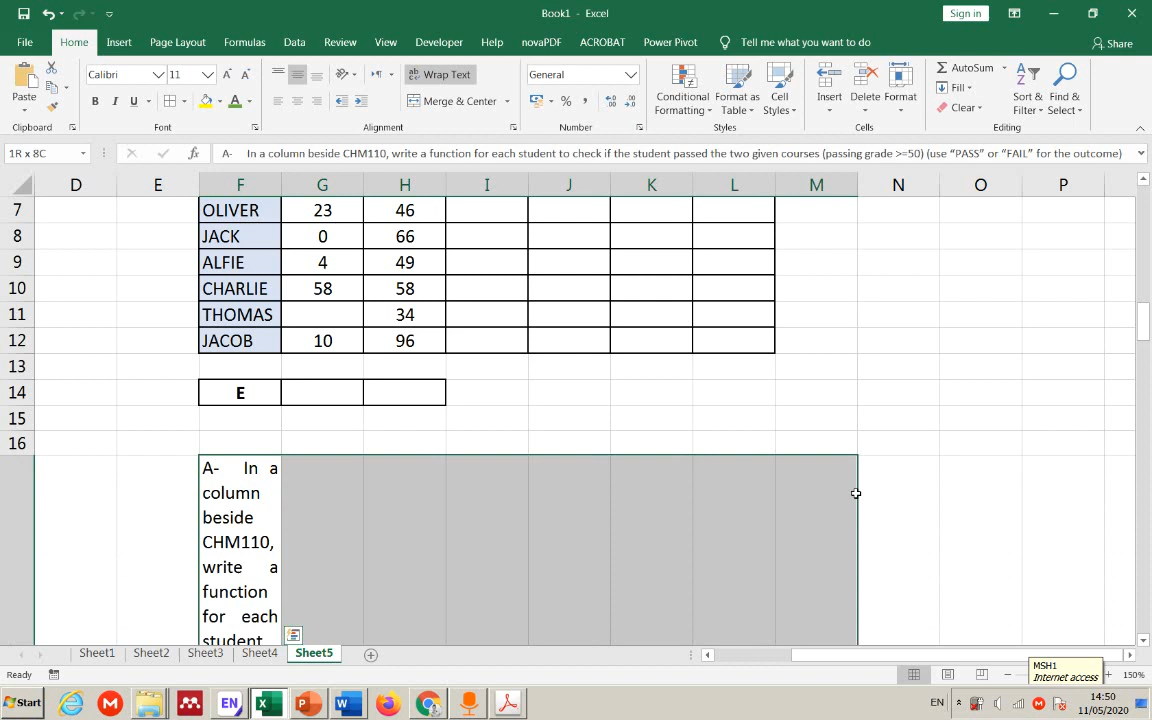 Book1 - Excel
Sign in
File Home Insert Page Layout Formulas Data Review View Developer Help novaPDF ACROBAT Power Pivot Tell me what you want to do Share
Paste
Calibri 11
B I U A
Wrap Text
Merge & Center
General
%
Conditional Formatting
Format as Table
Cell Styles
Insert Delete Format
AutoSum
Fill
Clear
Sort & Filter
Find & Select
Clipboard Font Alignment Number Styles Cells Editing
1R x 8C fx A- In a column beside CHM110, write a function for each student to check if the student passed the two given courses (passing grade >=50) (use “PASS” or “FAIL” for the outcome)
D E F G H I J K L M N O P
7 OLIVER 23 46
8 JACK 0 66
9 ALFIE 4 49
10 CHARLIE 58 58
11 THOMAS 34
12 JACOB 10 96
13
14 E
15
16
A- In a
column
beside
CHM110,
write a
function
for each
student
Sheet1 Sheet2 Sheet3 Sheet4 Sheet5
Ready
MSH1
Internet access
150%
Start
EN
EN
14:50
11/05/2020